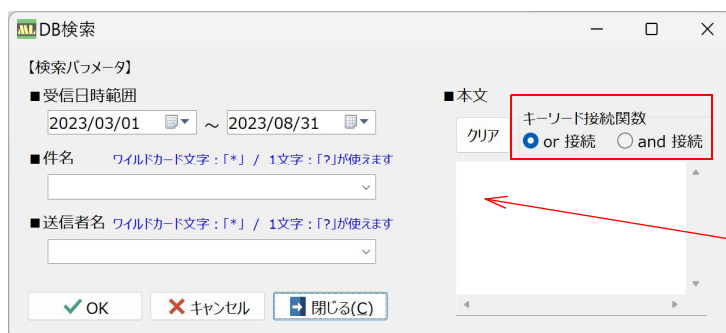 DB検索
【検索パラメータ】
■受信日時範囲
2023/03/01 ～ 2023/08/31
■件名 ワイルドカード文字：「*」 / 1文字：「?」が使えます
■送信者名 ワイルドカード文字：「*」 / 1文字：「?」が使えます
OK キャンセル 閉じる(C)
■本文
クリア
キーワード接続関数
or 接続 and 接続